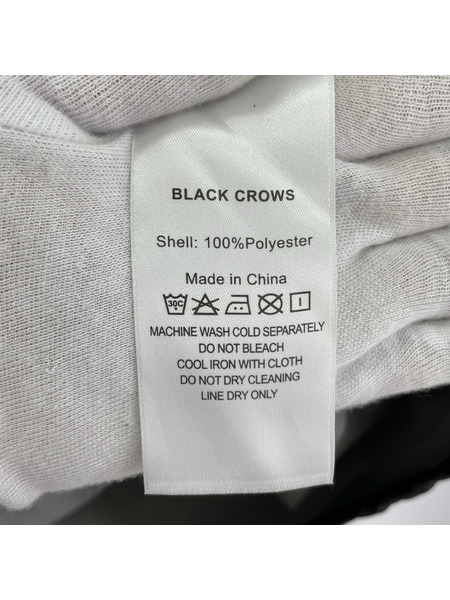 BLACK CROWS
Shell: 100%Polyester
Made in China
30C
MACHINE WASH COLD SEPARATELY
DO NOT BLEACH
COOL IRON WITH CLOTH
DO NOT DRY CLEANING
LINE DRY ONLY